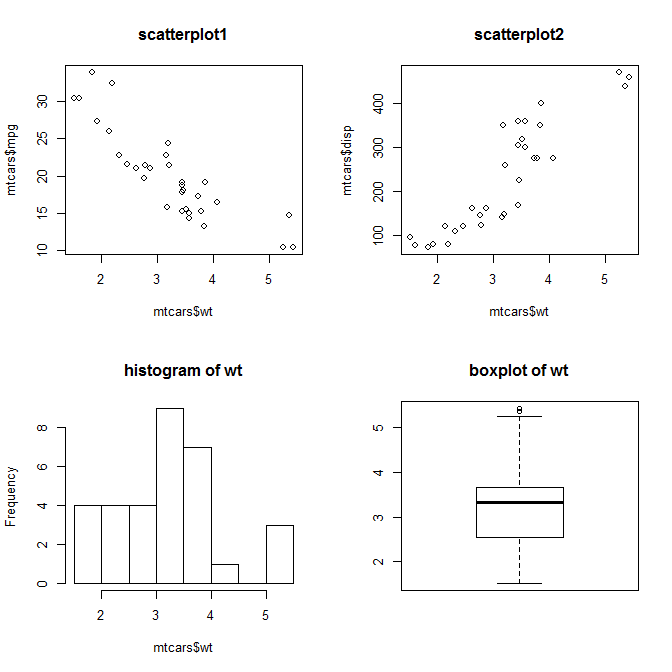 scatterplot1
mtcars$mpg
10 15 20 25 30
2 3 4 5
mtcars$wt
scatterplot2
mtcars$disp
100 200 300 400
2 3 4 5
mtcars$wt
histogram of wt
Frequency
0 2 4 6 8
2 3 4 5
mtcars$wt
boxplot of wt
2 3 4 5